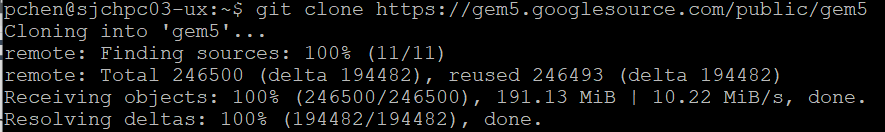 pchen@sjchpc03-ux:~$ git clone https://gem5.googlesource.com/public/gem5
Cloning into 'gem5'...
remote: Finding sources: 100% (11/11)
remote: Total 246500 (delta 194482), reused 246493 (delta 194482)
Receiving objects: 100% (246500/246500), 191.13 MiB | 10.22 MiB/s, done.
Resolving deltas: 100% (194482/194482), done.